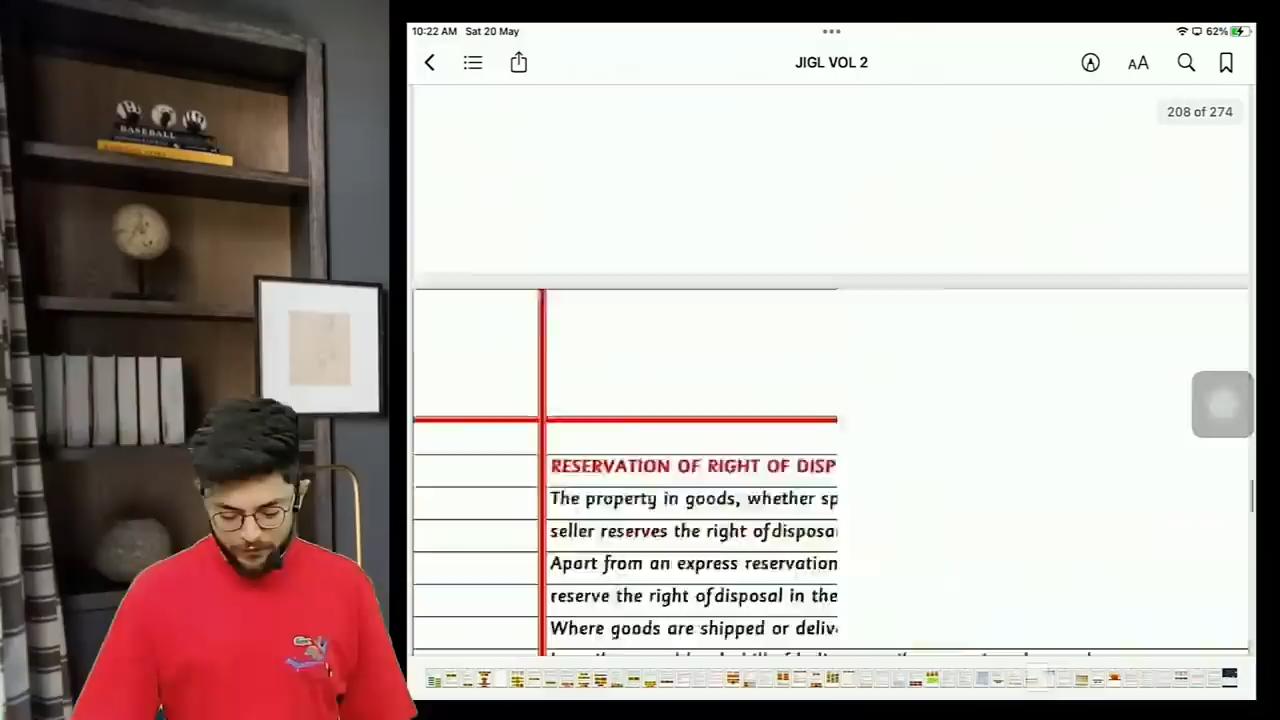 10:22 AM Sat 20 May
62%
JIGL VOL 2
AA
208 of 274
BASEBALL
RESERVATION OF RIGHT OF DISP
The property in goods, whether sp
seller reserves the right of disposa
Apart from an express reservation
reserve the right of disposal in the
Where goods are shipped or deliv